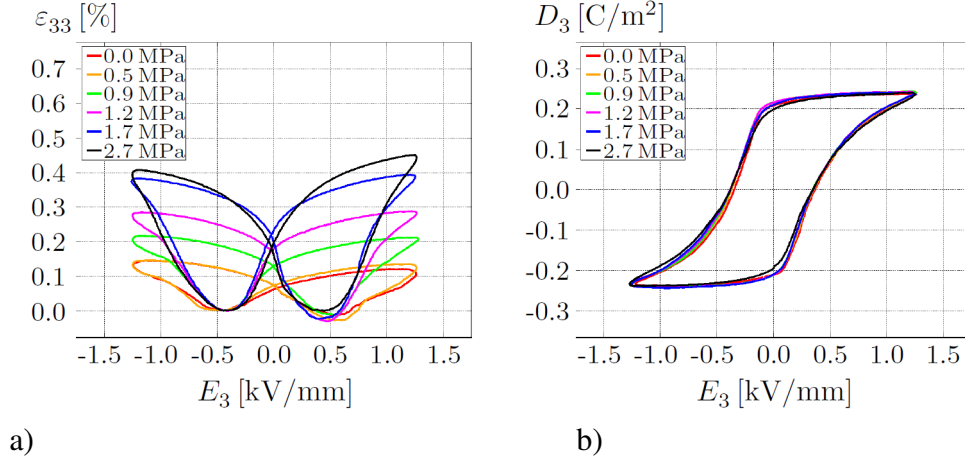 ε₃₃ [%]
0.0 MPa
0.5 MPa
0.9 MPa
1.2 MPa
1.7 MPa
2.7 MPa
0.7
0.6
0.5
0.4
0.3
0.2
0.1
0.0
-1.5 -1.0 -0.5 0.0 0.5 1.0 1.5
E₃ [kV/mm]
a)
D₃ [C/m²]
0.0 MPa
0.5 MPa
0.9 MPa
1.2 MPa
1.7 MPa
2.7 MPa
0.3
0.2
0.1
0.0
-0.1
-0.2
-0.3
-1.5 -1.0 -0.5 0.0 0.5 1.0 1.5
E₃ [kV/mm]
b)